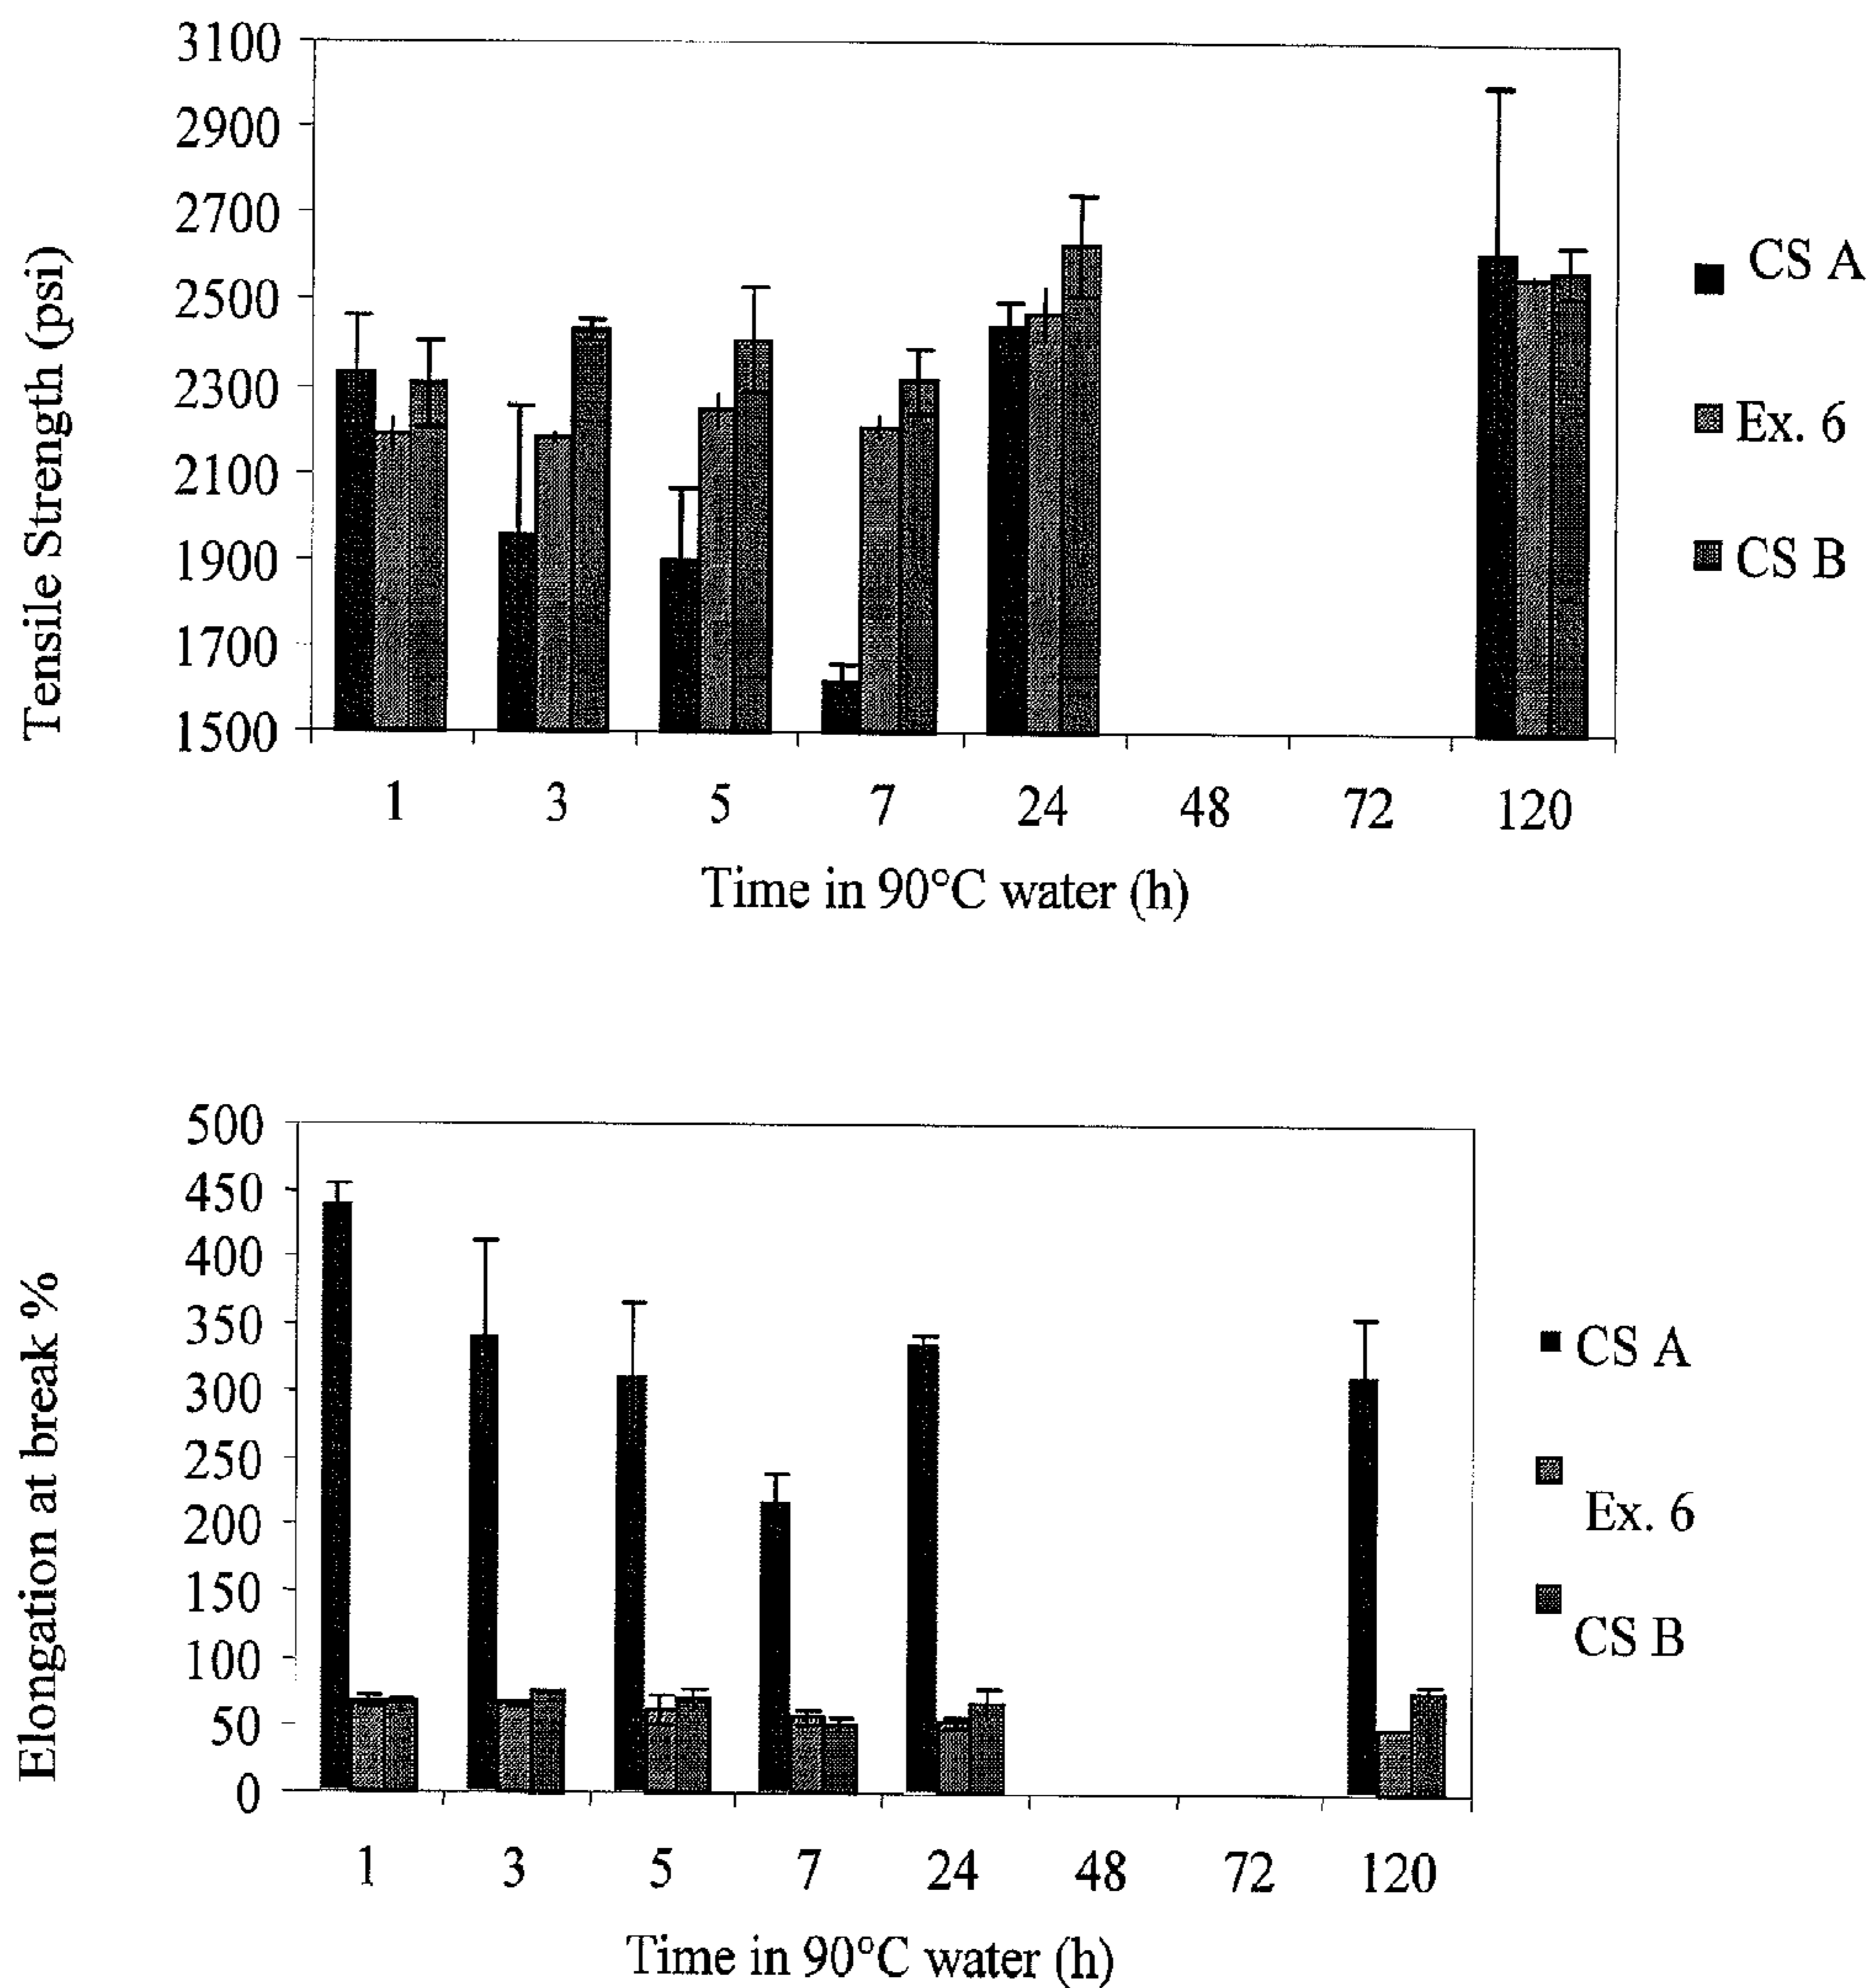 3100
2900
2700
2500
2300
2100
1900
1700
1500
Tensile Strength (psi)
1 3 5 7 24 48 72 120
Time in 90°C water (h)
CS A
Ex. 6
CS B
500
450
400
350
300
250
200
150
100
50
0
Elongation at break %
1 3 5 7 24 48 72 120
Time in 90°C water (h)
CS A
Ex. 6
CS B